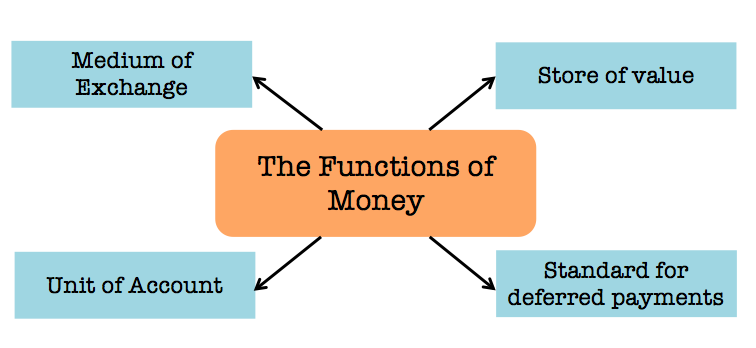 Medium of
Exchange
Store of value
The Functions of
Money
Unit of Account
Standard for
deferred payments